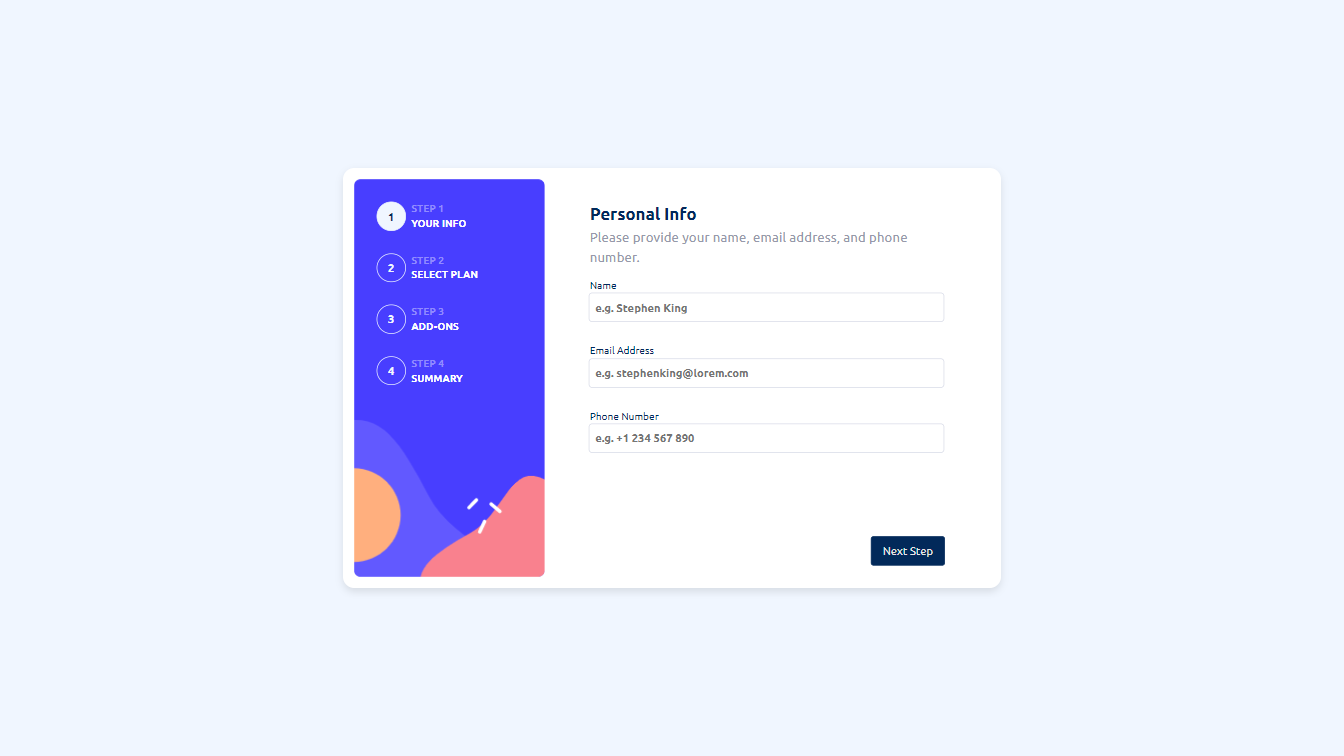 1
STEP 1
YOUR INFO
2
STEP 2
SELECT PLAN
3
STEP 3
ADD-ONS
4
STEP 4
SUMMARY
Personal Info
Please provide your name, email address, and phone
number.
Name
e.g. Stephen King
Email Address
e.g. stephenking@lorem.com
Phone Number
e.g. +1 234 567 890
Next Step